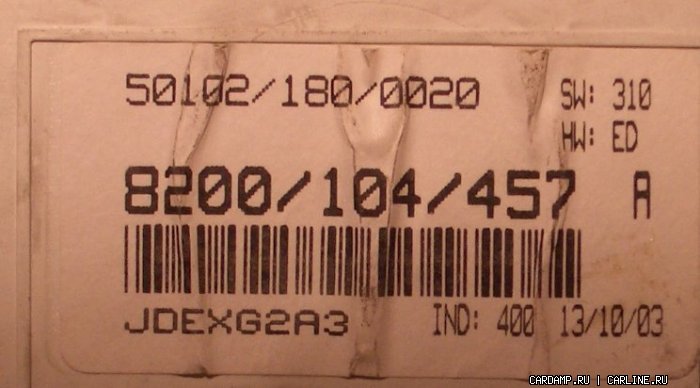 50102/180/0020 SW: 310
HW: ED
8200/104/457 A
JDEXG2A3 IND: 400 13/10/03
CARDAMP.RU | CARLINE.RU